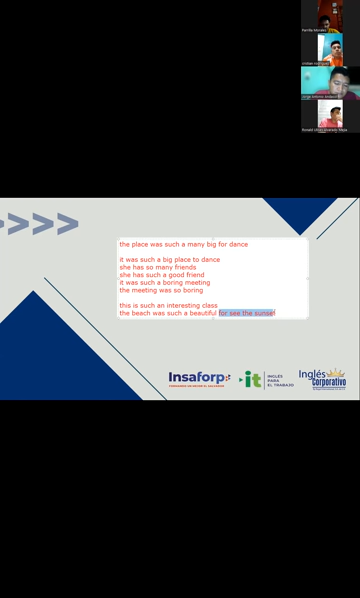 >>>>
the place was such a many big for dance
it was such a big place to dance
she has so many friends
she has such a good friend
it was such a boring meeting
the meeting was so boring
this is such an interesting class
the beach was such a beautiful for see the sunset
Insaforp
it
INGLÉS
PARA
EL TRABAJO
Inglés
Corporativo